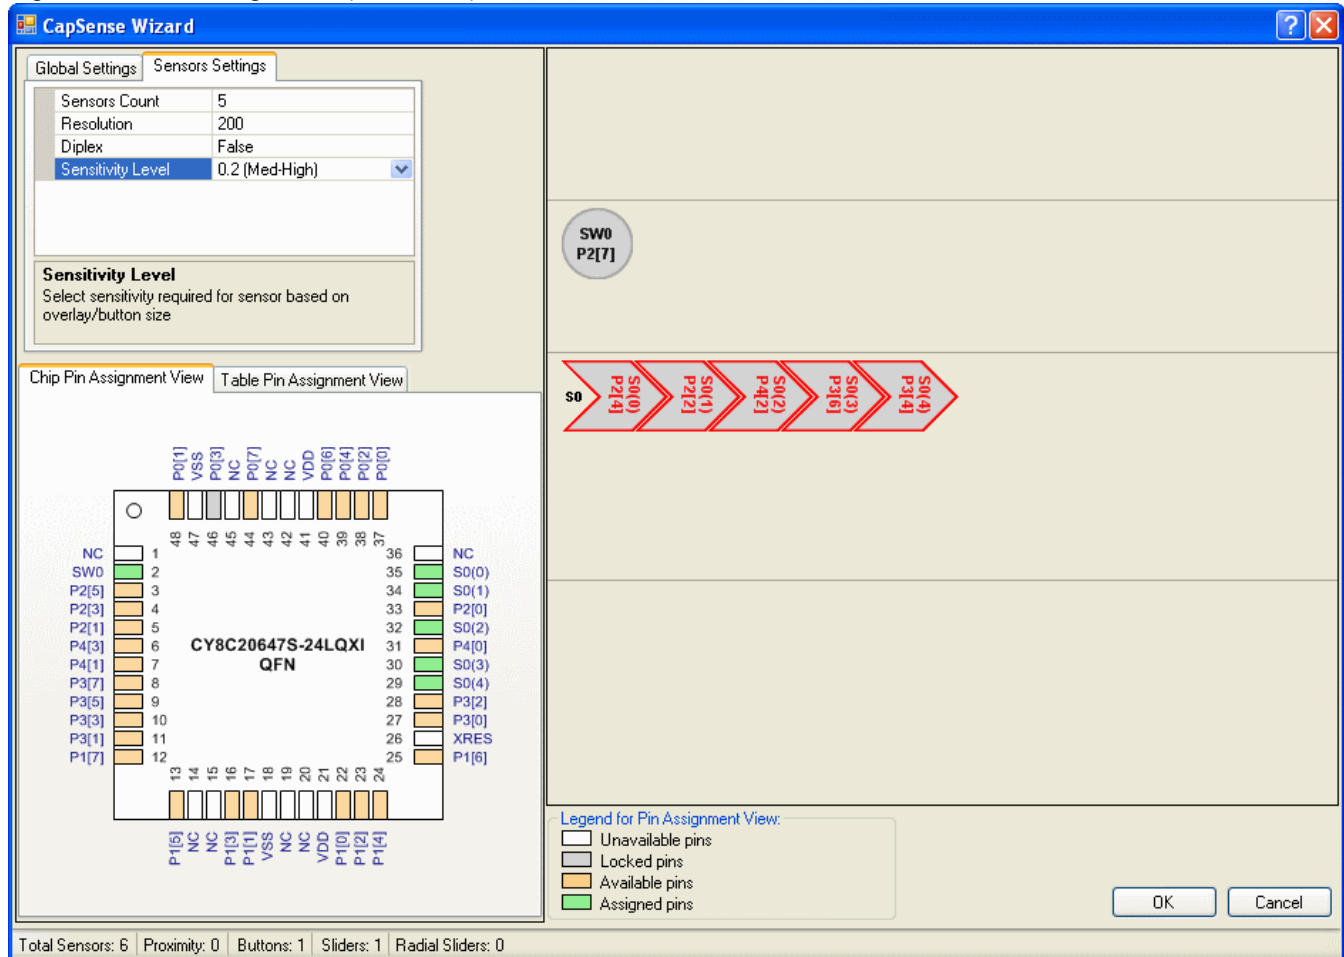 CapSense Wizard
Global Settings
Sensors Settings
Sensors Count 5
Resolution 200
Diplex False
Sensitivity Level 0.2 (Med-High)
Sensitivity Level
Select sensitivity required for sensor based on
overlay/button size
SW0
P2[7]
S0
S0(0)
P2[4]
S0(1)
P2[2]
S0(2)
P4[2]
S0(3)
P3[6]
S0(4)
P3[4]
Chip Pin Assignment View
Table Pin Assignment View
P0[1] VSS P0[3] NC P0[7] NC NC VDD P0[6] P0[4] P0[2] P0[0]
48 47 46 45 44 43 42 41 40 39 38 37
NC 1 36 NC
SW0 2 35 S0(0)
P2[5] 3 34 S0(1)
P2[3] 4 33 P2[0]
P2[1] 5 32 S0(2)
P4[3] 6 CY8C20647S-24LQXI 31 P4[0]
P4[1] 7 QFN 30 S0(3)
P3[7] 8 29 S0(4)
P3[5] 9 28 P3[2]
P3[3] 10 27 P3[0]
P3[1] 11 26 XRES
P1[7] 12 25 P1[6]
13 14 15 16 17 18 19 20 21 22 23 24
P1[5] NC NC P1[3] P1[1] VSS NC NC VDD P1[0] P1[2] P1[4]
Legend for Pin Assignment View:
Unavailable pins
Locked pins
Available pins
Assigned pins
OK
Cancel
Total Sensors: 6 Proximity: 0 Buttons: 1 Sliders: 1 Radial Sliders: 0